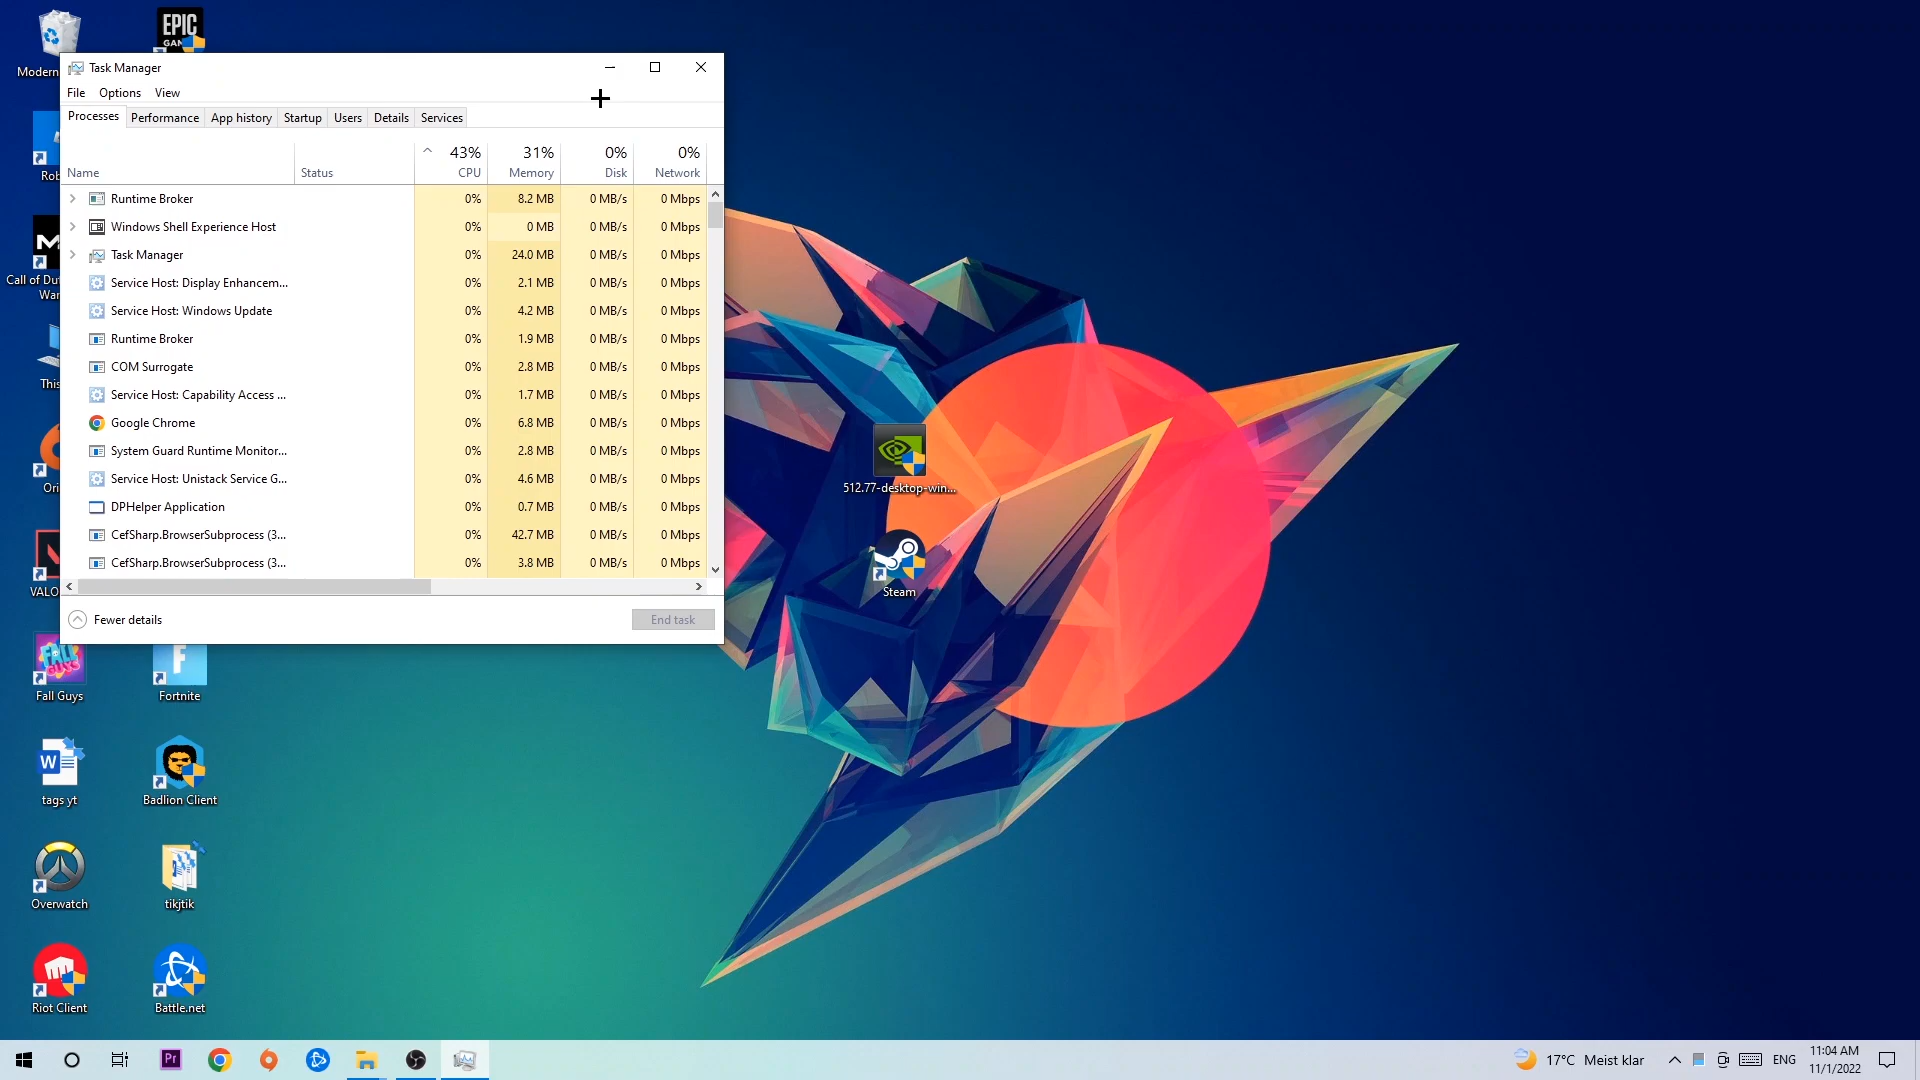 EPIC
GAMES
Modern
Rob
Call of Du
War
This
Ori
VALO
Task Manager
File Options View
Processes Performance App history Startup Users Details Services
43% 31% 0% 0%
Name Status CPU Memory Disk Network
Runtime Broker 0% 8.2 MB 0 MB/s 0 Mbps
Windows Shell Experience Host 0% 0 MB 0 MB/s 0 Mbps
Task Manager 0% 24.0 MB 0 MB/s 0 Mbps
Service Host: Display Enhancem... 0% 2.1 MB 0 MB/s 0 Mbps
Service Host: Windows Update 0% 4.2 MB 0 MB/s 0 Mbps
Runtime Broker 0% 1.9 MB 0 MB/s 0 Mbps
COM Surrogate 0% 2.8 MB 0 MB/s 0 Mbps
Service Host: Capability Access ... 0% 1.7 MB 0 MB/s 0 Mbps
Google Chrome 0% 6.8 MB 0 MB/s 0 Mbps
System Guard Runtime Monitor... 0% 2.8 MB 0 MB/s 0 Mbps
Service Host: Unistack Service G... 0% 4.6 MB 0 MB/s 0 Mbps
DPHelper Application 0% 0.7 MB 0 MB/s 0 Mbps
CefSharp.BrowserSubprocess (3... 0% 42.7 MB 0 MB/s 0 Mbps
CefSharp.BrowserSubprocess (3... 0% 3.8 MB 0 MB/s 0 Mbps
Fewer details End task
512.77-desktop-win...
Steam
FALL
GUYS
Fall Guys
Fortnite
W
tags yt
Badlion Client
Overwatch
tikjtik
Riot Client
Battle.net
Pr
17°C Meist klar
ENG
11:04 AM
11/1/2022